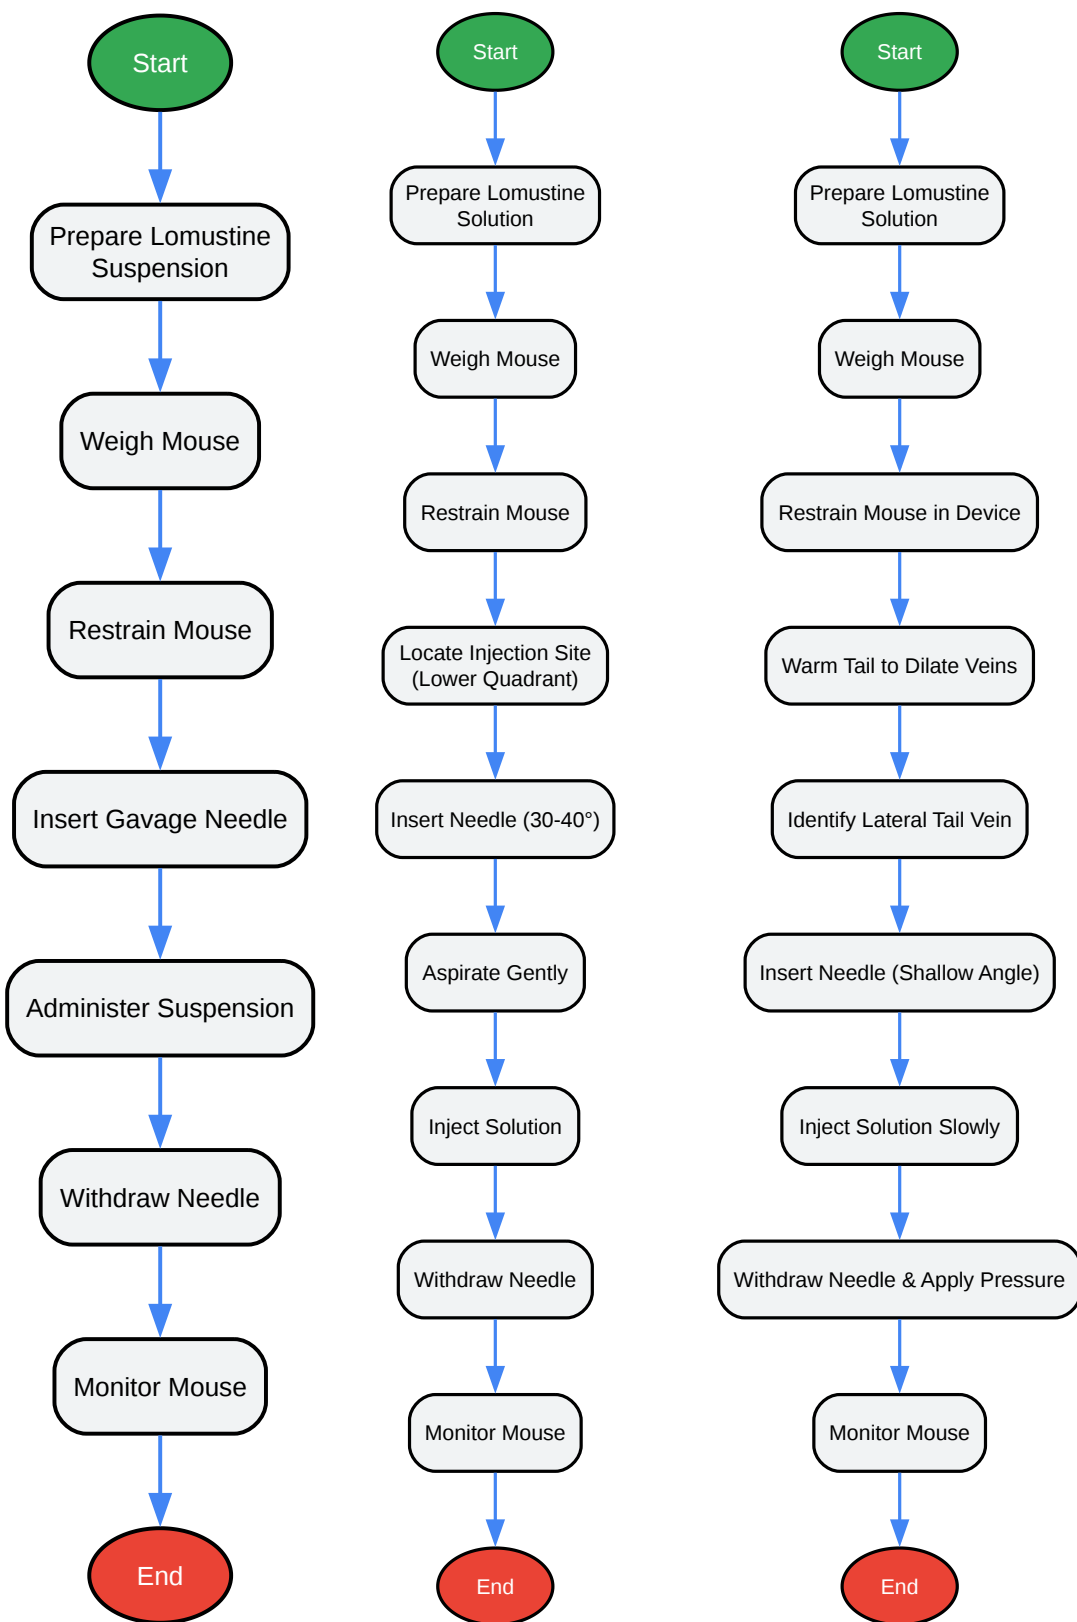 Start
Prepare Lomustine
Suspension
Weigh Mouse
Restrain Mouse
Insert Gavage Needle
Administer Suspension
Withdraw Needle
Monitor Mouse
End
Start
Prepare Lomustine
Solution
Weigh Mouse
Restrain Mouse
Locate Injection Site
(Lower Quadrant)
Insert Needle (30-40°)
Aspirate Gently
Inject Solution
Withdraw Needle
Monitor Mouse
End
Start
Prepare Lomustine
Solution
Weigh Mouse
Restrain Mouse in Device
Warm Tail to Dilate Veins
Identify Lateral Tail Vein
Insert Needle (Shallow Angle)
Inject Solution Slowly
Withdraw Needle & Apply Pressure
Monitor Mouse
End